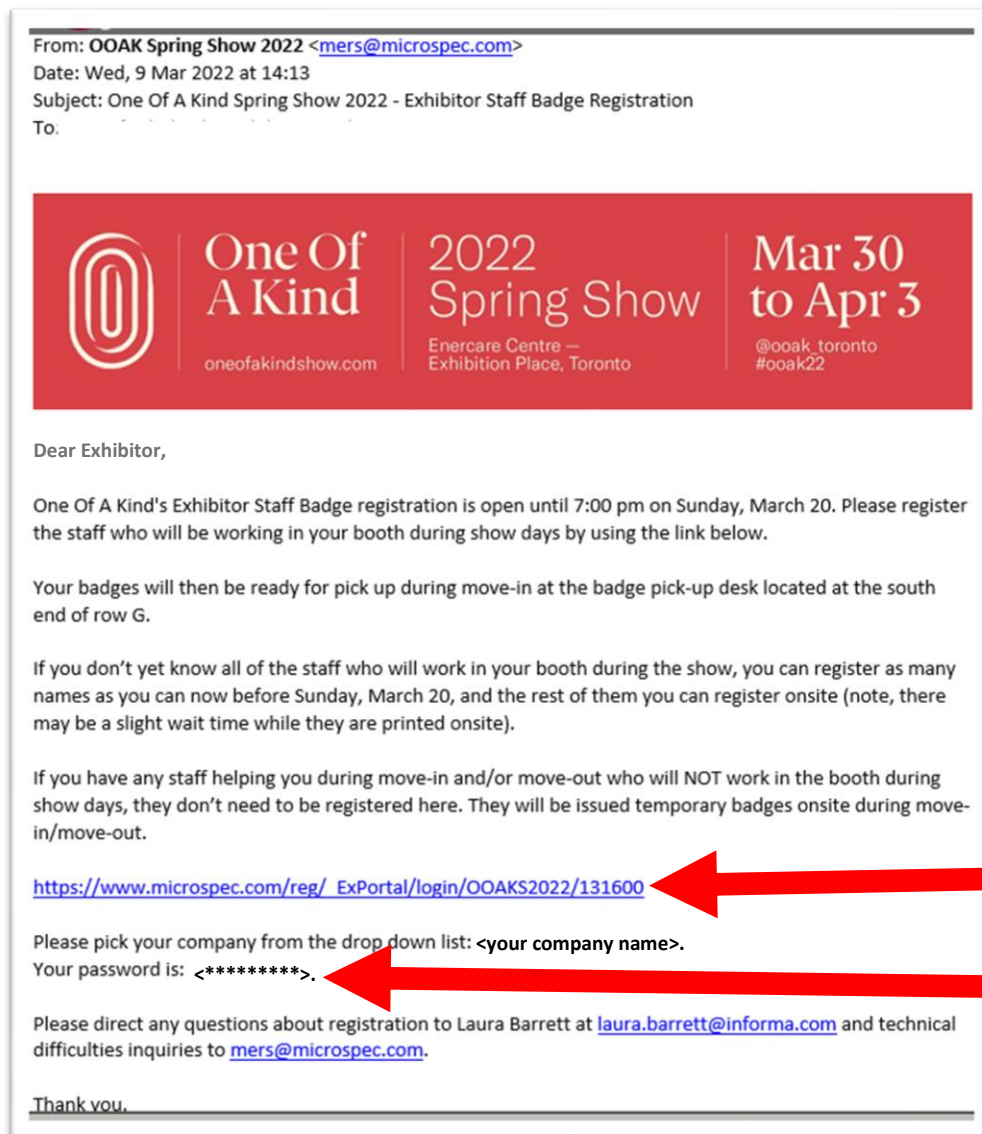 From: OOAK Spring Show 2022 <mers@microspec.com>
Date: Wed, 9 Mar 2022 at 14:13
Subject: One Of A Kind Spring Show 2022 - Exhibitor Staff Badge Registration
To:
One Of
A Kind
oneofakindshow.com
2022
Spring Show
Enercare Centre —
Exhibition Place, Toronto
Mar 30
to Apr 3
@ooak_toronto
#ooak22
Dear Exhibitor,
One Of A Kind's Exhibitor Staff Badge registration is open until 7:00 pm on Sunday, March 20. Please register
the staff who will be working in your booth during show days by using the link below.
Your badges will then be ready for pick up during move-in at the badge pick-up desk located at the south
end of row G.
If you don't yet know all of the staff who will work in your booth during the show, you can register as many
names as you can now before Sunday, March 20, and the rest of them you can register onsite (note, there
may be a slight wait time while they are printed onsite).
If you have any staff helping you during move-in and/or move-out who will NOT work in the booth during
show days, they don't need to be registered here. They will be issued temporary badges onsite during move-
in/move-out.
https://www.microspec.com/reg/_ExPortal/login/OOAKS2022/131600
Please pick your company from the drop down list: <your company name>.
Your password is: <*********>.
Please direct any questions about registration to Laura Barrett at laura.barrett@informa.com and technical
difficulties inquiries to mers@microspec.com.
Thank you.